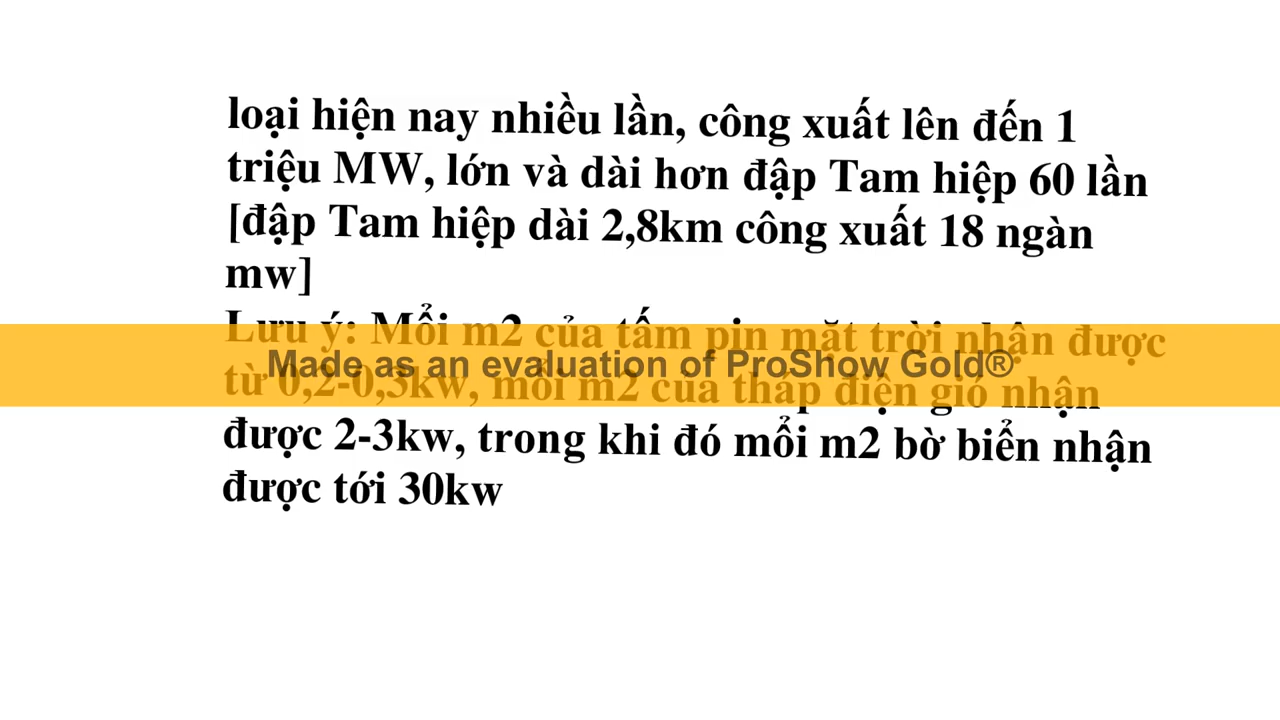 loại hiện nay nhiều lần, công xuất lên đến 1
triệu MW, lớn và dài hơn đập Tam hiệp 60 lần
[đập Tam hiệp dài 2,8km công xuất 18 ngàn
mw]
Lưu ý: Mổi m2 của tấm pin mặt trời nhận được
Made as an evaluation of ProShow Gold®
từ 0,2-0,3kw, mổi m2 của tháp điện gió nhận
được 2-3kw, trong khi đó mổi m2 bờ biển nhận
được tới 30kw